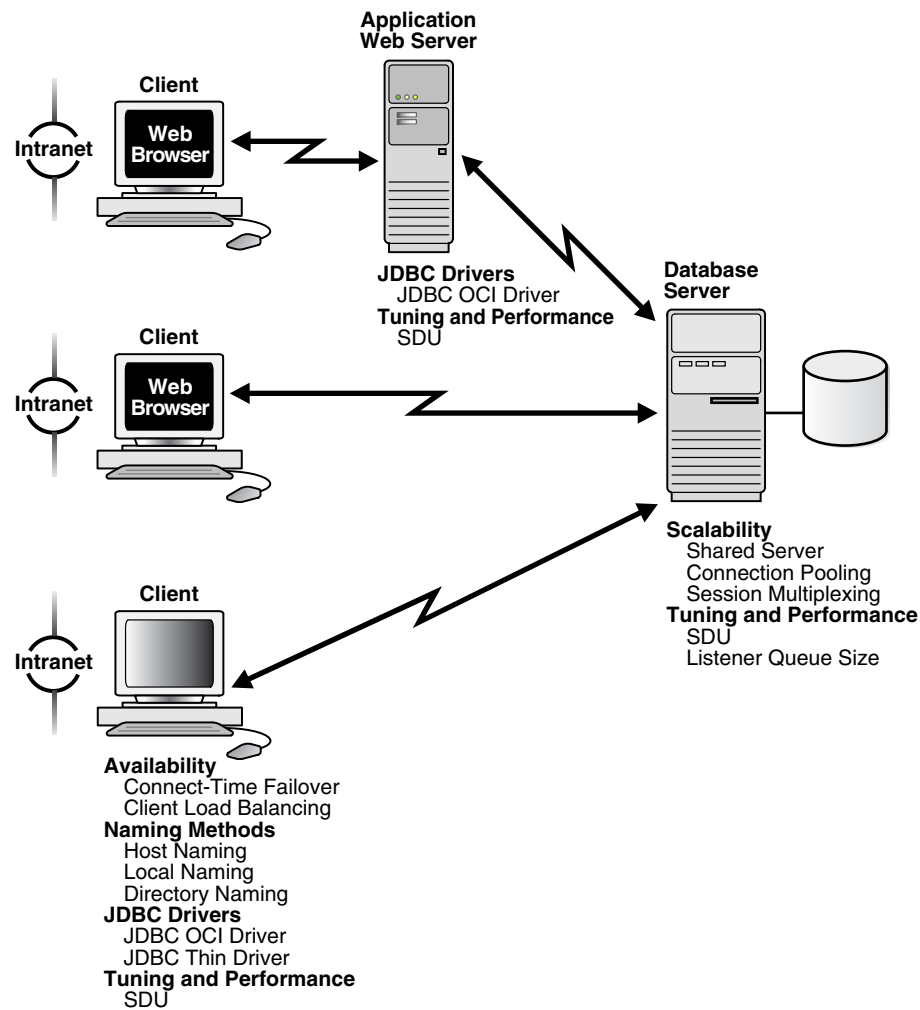 Application
Web Server
Client
Intranet
Web
Browser
JDBC Drivers
JDBC OCI Driver
Tuning and Performance
SDU
Database
Server
Client
Intranet
Web
Browser
Scalability
Shared Server
Connection Pooling
Session Multiplexing
Tuning and Performance
SDU
Listener Queue Size
Client
Intranet
Availability
Connect-Time Failover
Client Load Balancing
Naming Methods
Host Naming
Local Naming
Directory Naming
JDBC Drivers
JDBC OCI Driver
JDBC Thin Driver
Tuning and Performance
SDU